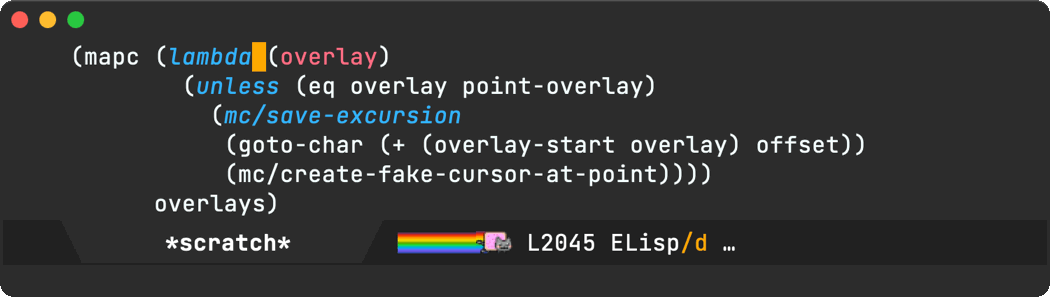 (mapc (lambda (overlay)
(unless (eq overlay point-overlay)
(mc/save-excursion
(goto-char (+ (overlay-start overlay) offset))
(mc/create-fake-cursor-at-point))))
overlays)
*scratch* L2045 ELisp/d …